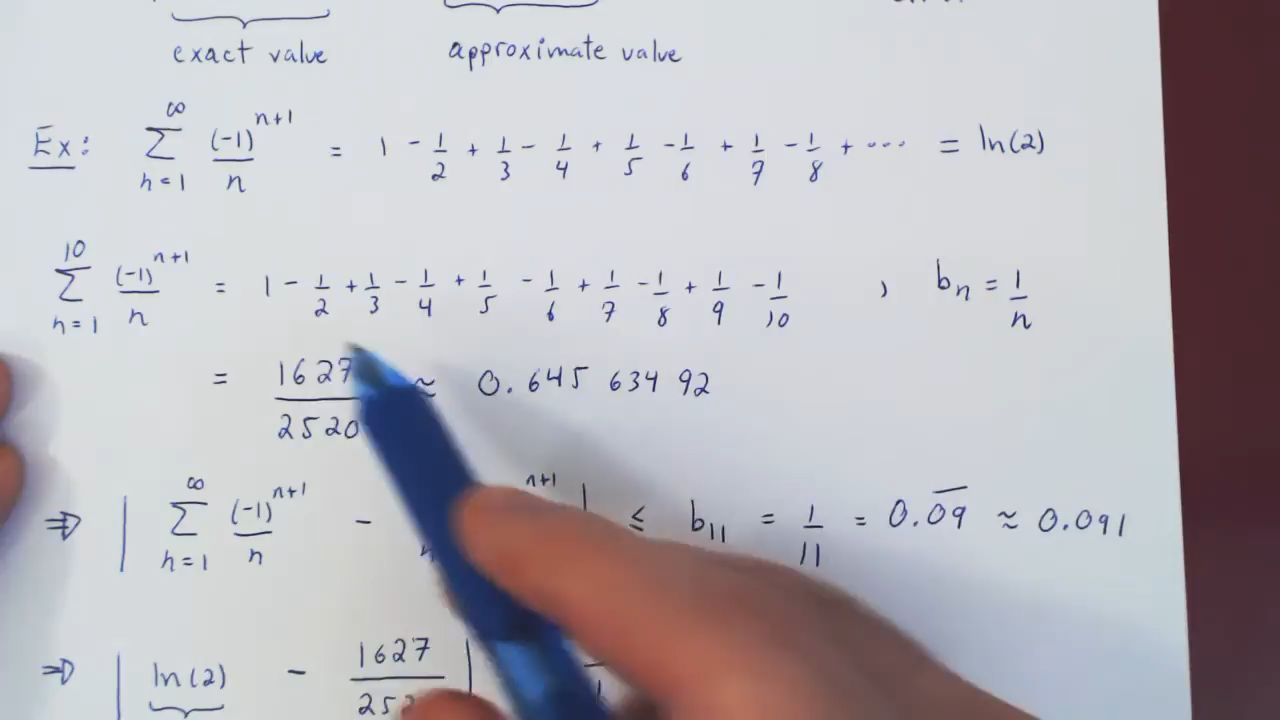 exact value approximate value
Ex: ∞ ∑ n=1 (-1)^{n+1}/n = 1 - 1/2 + 1/3 - 1/4 + 1/5 - 1/6 + 1/7 - 1/8 + ⋯ = ln(2)
10 ∑ n=1 (-1)^{n+1}/n = 1 - 1/2 + 1/3 - 1/4 + 1/5 - 1/6 + 1/7 - 1/8 + 1/9 - 1/10 , b_n = 1/n
= 1627/2520 ≈ 0.645 634 92
⇒ | ∞ ∑ n=1 (-1)^{n+1}/n - n+1 | ≤ b_11 = 1/11 = 0.0̅9̅ ≈ 0.091
⇒ | ln(2) - 1627/25 |